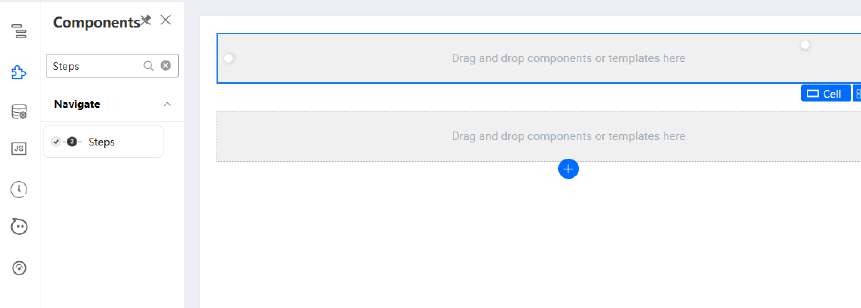 Components
Steps
Navigate
2
Steps
JS
Drag and drop components or templates here
Cell
Drag and drop components or templates here